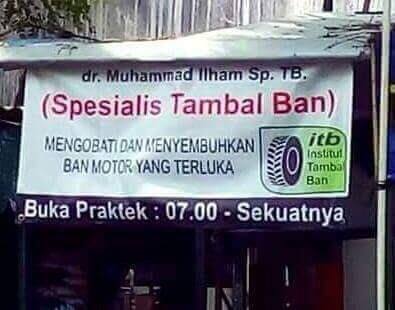 dr. Muhammad Ilham Sp. TB.
(Spesialis Tambal Ban)
MENGOBATI DAN MENYEMBUHKAN
BAN MOTOR YANG TERLUKA
itb
Institut
Tambal
Ban
Buka Praktek : 07.00 - Sekuatnya